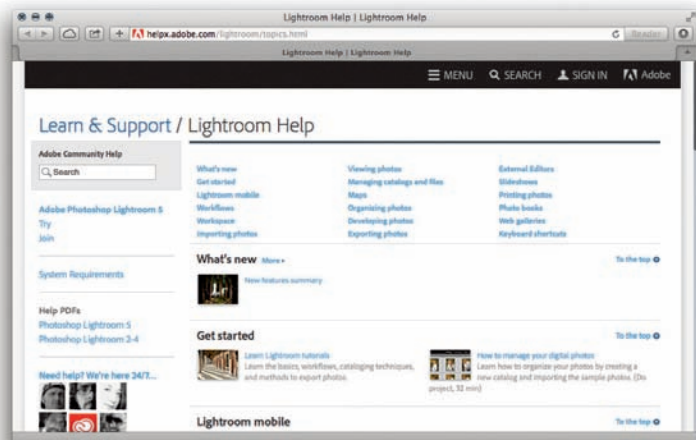 Lightroom Help | Lightroom Help
helpx.adobe.com/lightroom/topics.html
Reader
Lightroom Help | Lightroom Help
MENU SEARCH SIGN IN Adobe
Learn & Support / Lightroom Help
Adobe Community Help
Search
Adobe Photoshop Lightroom 5
Try
Join
System Requirements
Help PDFs
Photoshop Lightroom 5
Photoshop Lightroom 3-4
Need help? We're here 24/7...
What's new
Get started
Lightroom mobile
Workflows
Workspace
Importing photos
Viewing photos
Managing catalogs and files
Maps
Organizing photos
Developing photos
Exporting photos
External Editors
Slideshows
Printing photos
Photo books
Web galleries
Keyboard shortcuts
What's new More
To the top
Lr
New features summary
Get started
To the top
Learn Lightroom tutorials
Learn the basics, workflows, cataloging techniques,
and methods to export photos.
How to manage your digital photos
Learn how to organize your photos by creating a
new catalog and importing the sample photos. (Do
project, 32 min)
Lightroom mobile
To the top